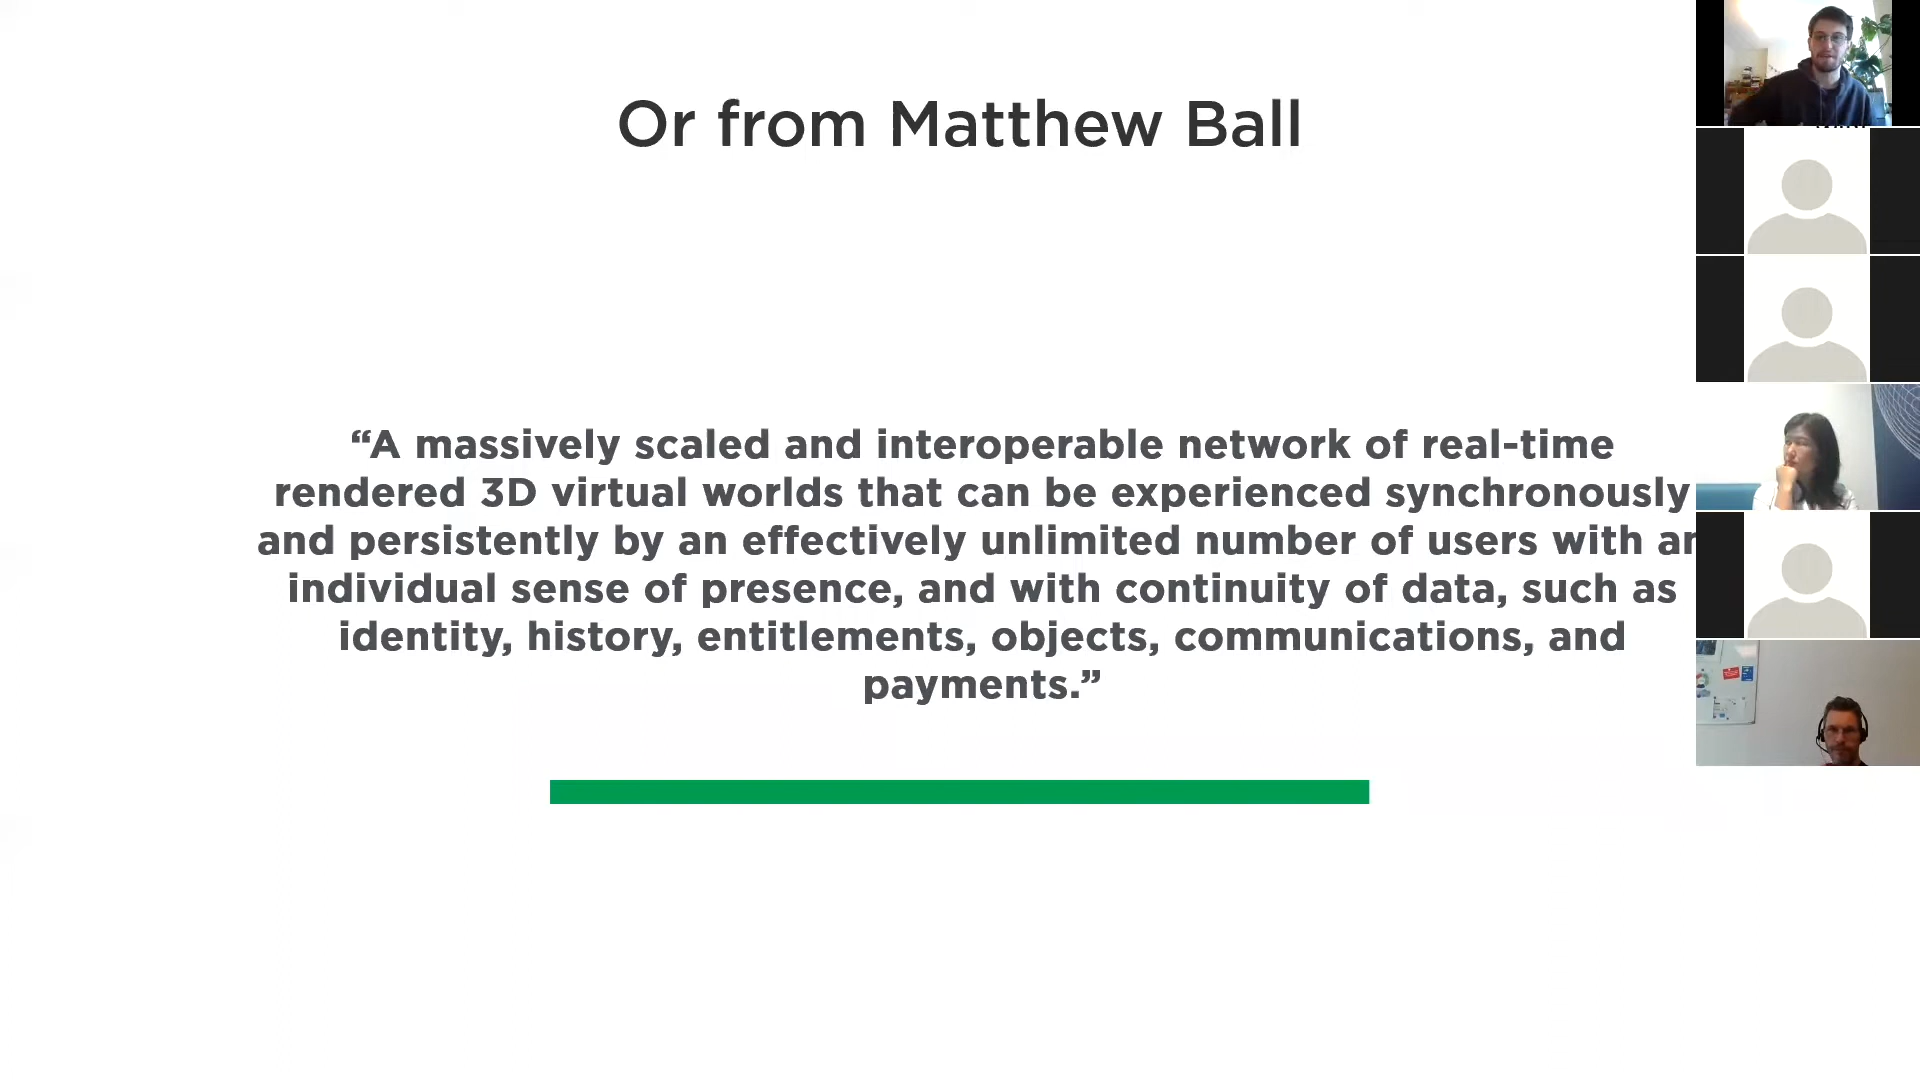 Or from Matthew Ball
“A massively scaled and interoperable network of real-time
rendered 3D virtual worlds that can be experienced synchronously
and persistently by an effectively unlimited number of users with
individual sense of presence, and with continuity of data, such as
identity, history, entitlements, objects, communications, and
payments.”